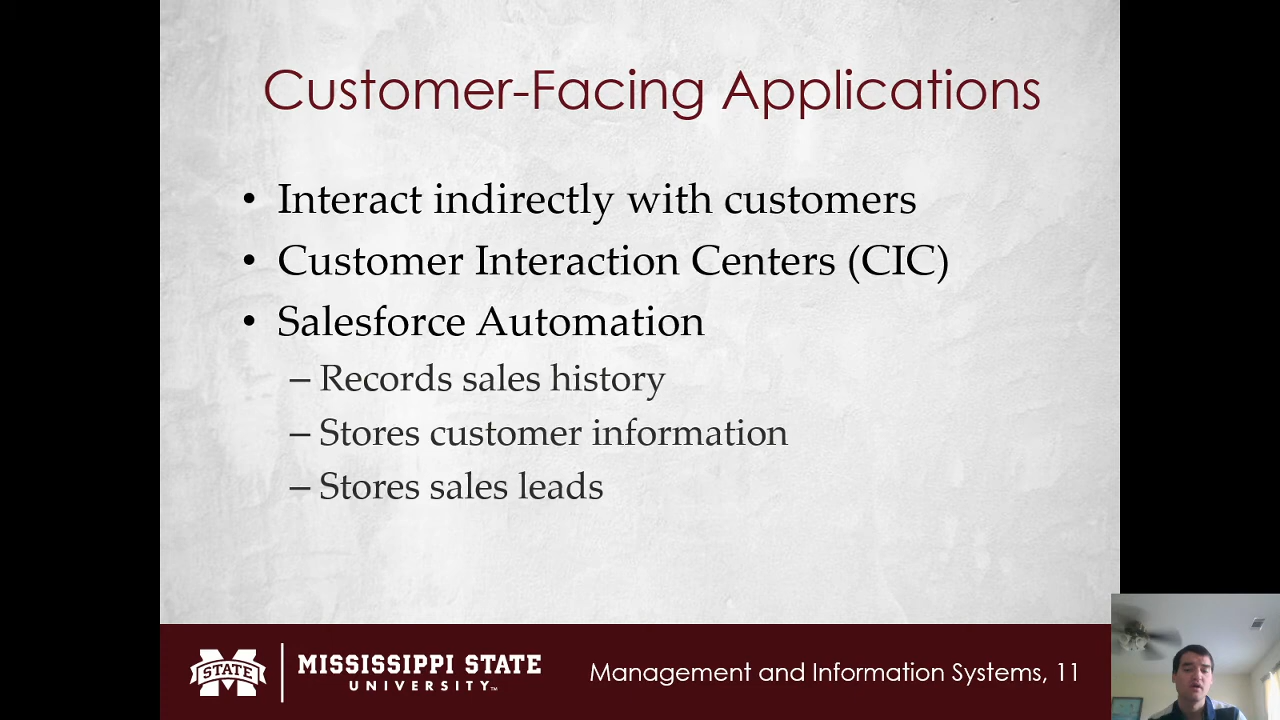 Customer-Facing Applications
• Interact indirectly with customers
• Customer Interaction Centers (CIC)
• Salesforce Automation
– Records sales history
– Stores customer information
– Stores sales leads
STATE
MISSISSIPPI STATE
UNIVERSITY™
Management and Information Systems, 11